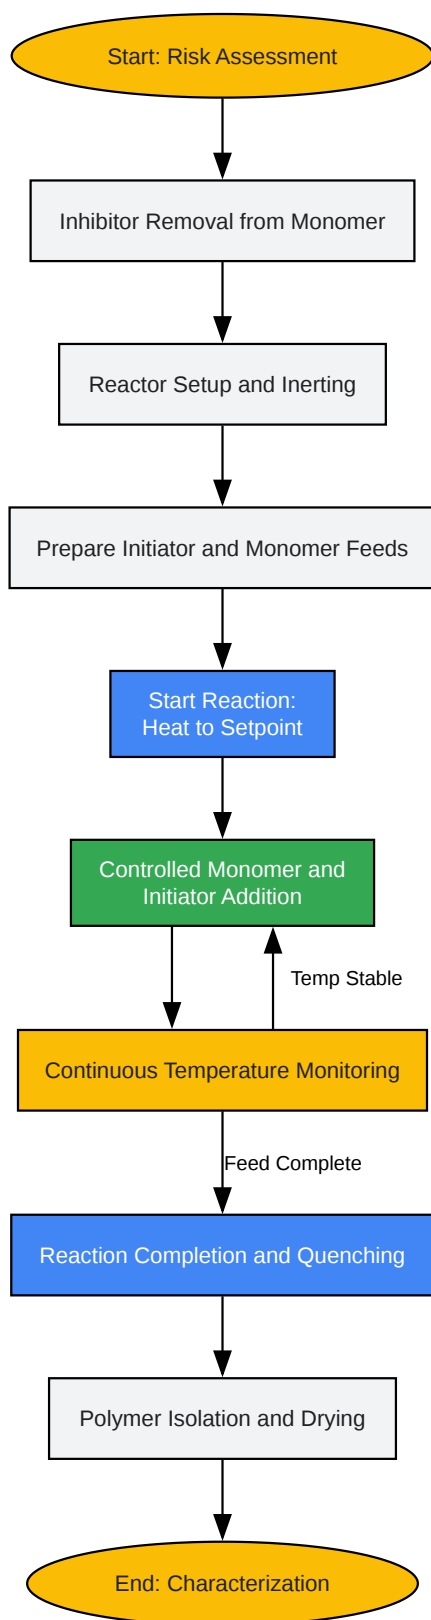 Start: Risk Assessment
Inhibitor Removal from Monomer
Reactor Setup and Inerting
Prepare Initiator and Monomer Feeds
Start Reaction:
Heat to Setpoint
Controlled Monomer and
Initiator Addition
Temp Stable
Continuous Temperature Monitoring
Feed Complete
Reaction Completion and Quenching
Polymer Isolation and Drying
End: Characterization